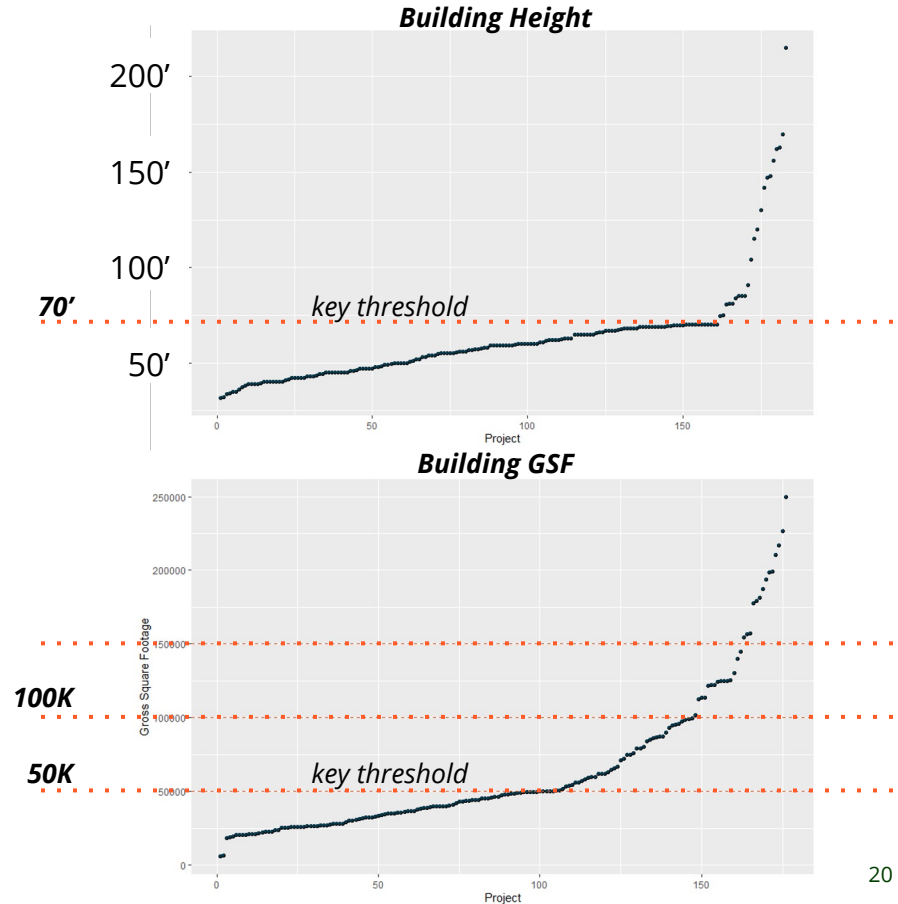 Building Height
200’
150’
100’
70’
key threshold
50’
0
50
100
150
Project
Building GSF
250000
200000
Gross Square Footage
150000
100K
100000
50K
key threshold
50000
0
0
50
100
150
Project
20